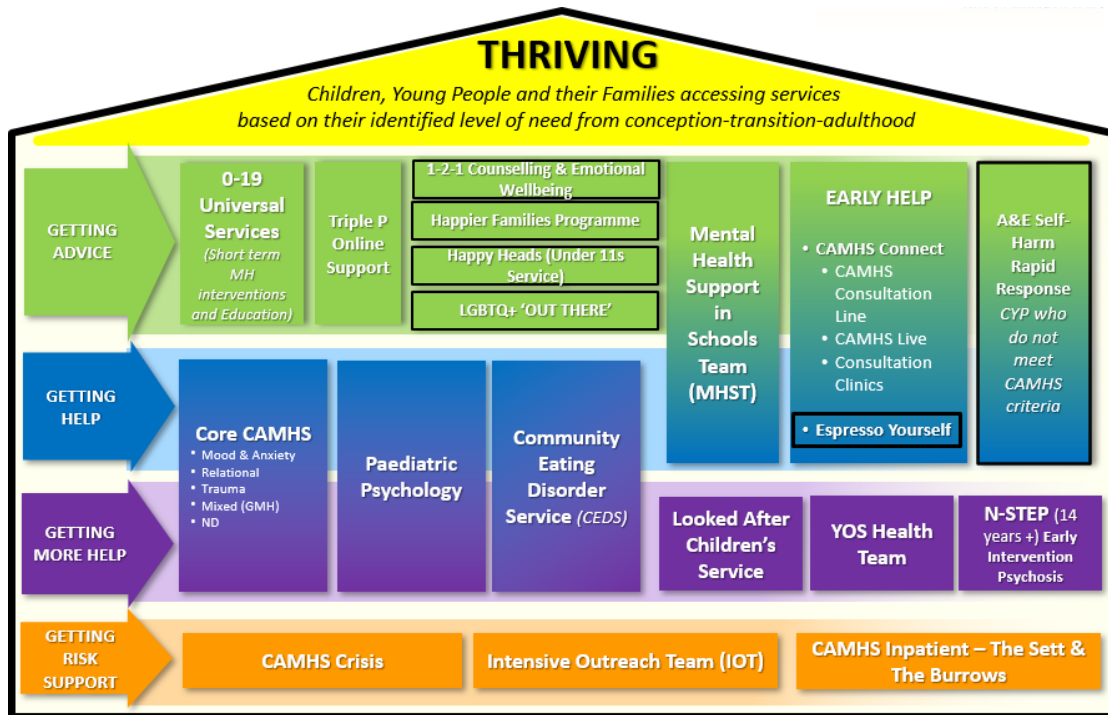 THRIVING
Children, Young People and their Families accessing services
based on their identified level of need from conception-transition-adulthood
GETTING
ADVICE
0-19
Universal
Services
(Short term
MH
interventions
and Education)
Triple P
Online
Support
1-2-1 Counselling & Emotional
Wellbeing
Happier Families Programme
Happy Heads (Under 11s
Service)
LGBTQ+ ‘OUT THERE’
Mental
Health
Support
in
Schools
Team
(MHST)
EARLY HELP
• CAMHS Connect
• CAMHS
Consultation
Line
• CAMHS Live
• Consultation
Clinics
• Espresso Yourself
A&E Self-
Harm
Rapid
Response
CYP who
do not
meet
CAMHS
criteria
GETTING
HELP
Core CAMHS
• Mood & Anxiety
• Relational
• Trauma
• Mixed (GMH)
• ND
Paediatric
Psychology
Community
Eating
Disorder
Service (CEDS)
GETTING
MORE HELP
Looked After
Children’s
Service
YOS Health
Team
N-STEP (14
years +) Early
Intervention
Psychosis
GETTING
RISK
SUPPORT
CAMHS Crisis
Intensive Outreach Team (IOT)
CAMHS Inpatient – The Sett &
The Burrows